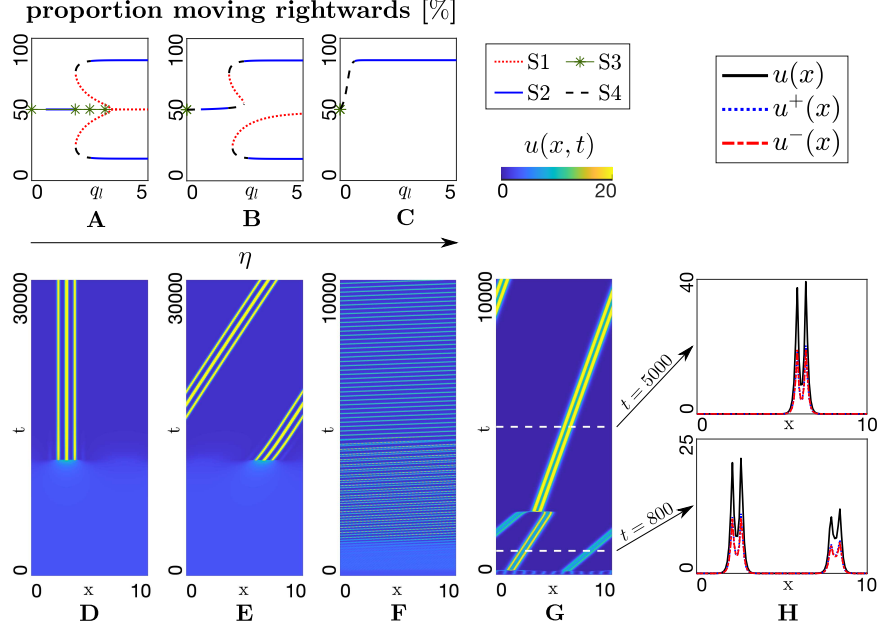 proportion moving rightwards [%]
100
50
0
0 q_l 5
A
0 q_l 5
B
0 q_l 5
C
S1 S3
S2 S4
u(x, t)
0 20
u(x)
u⁺(x)
u⁻(x)
η
30000
t
0
0 x 10
D
30000
t
0
0 x 10
E
10000
t
0
0 x 10
F
10000
t
0
0 x 10
G
t = 5000
t = 800
40
0
0 x 10
25
0
0 x 10
H
100
50
0
100
50
0